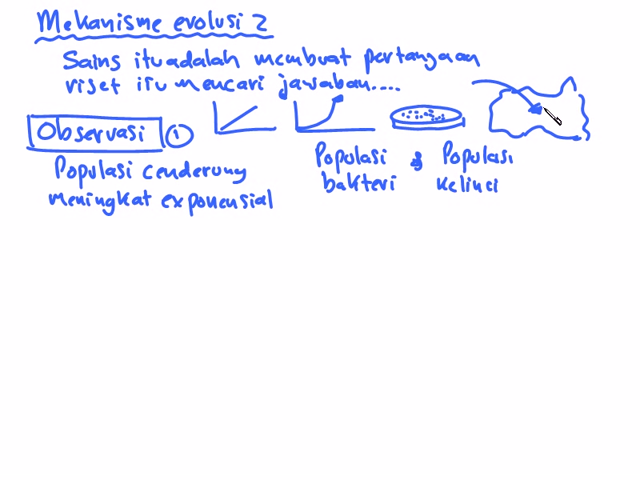 Mekanisme evolusi 2
Sains itu adalah membuat pertanyaan
riset itu mencari jawaban....
Observasi 1
Populasi cenderung
meningkat exponensial
Populasi
bakteri
& Populasi
kelinci